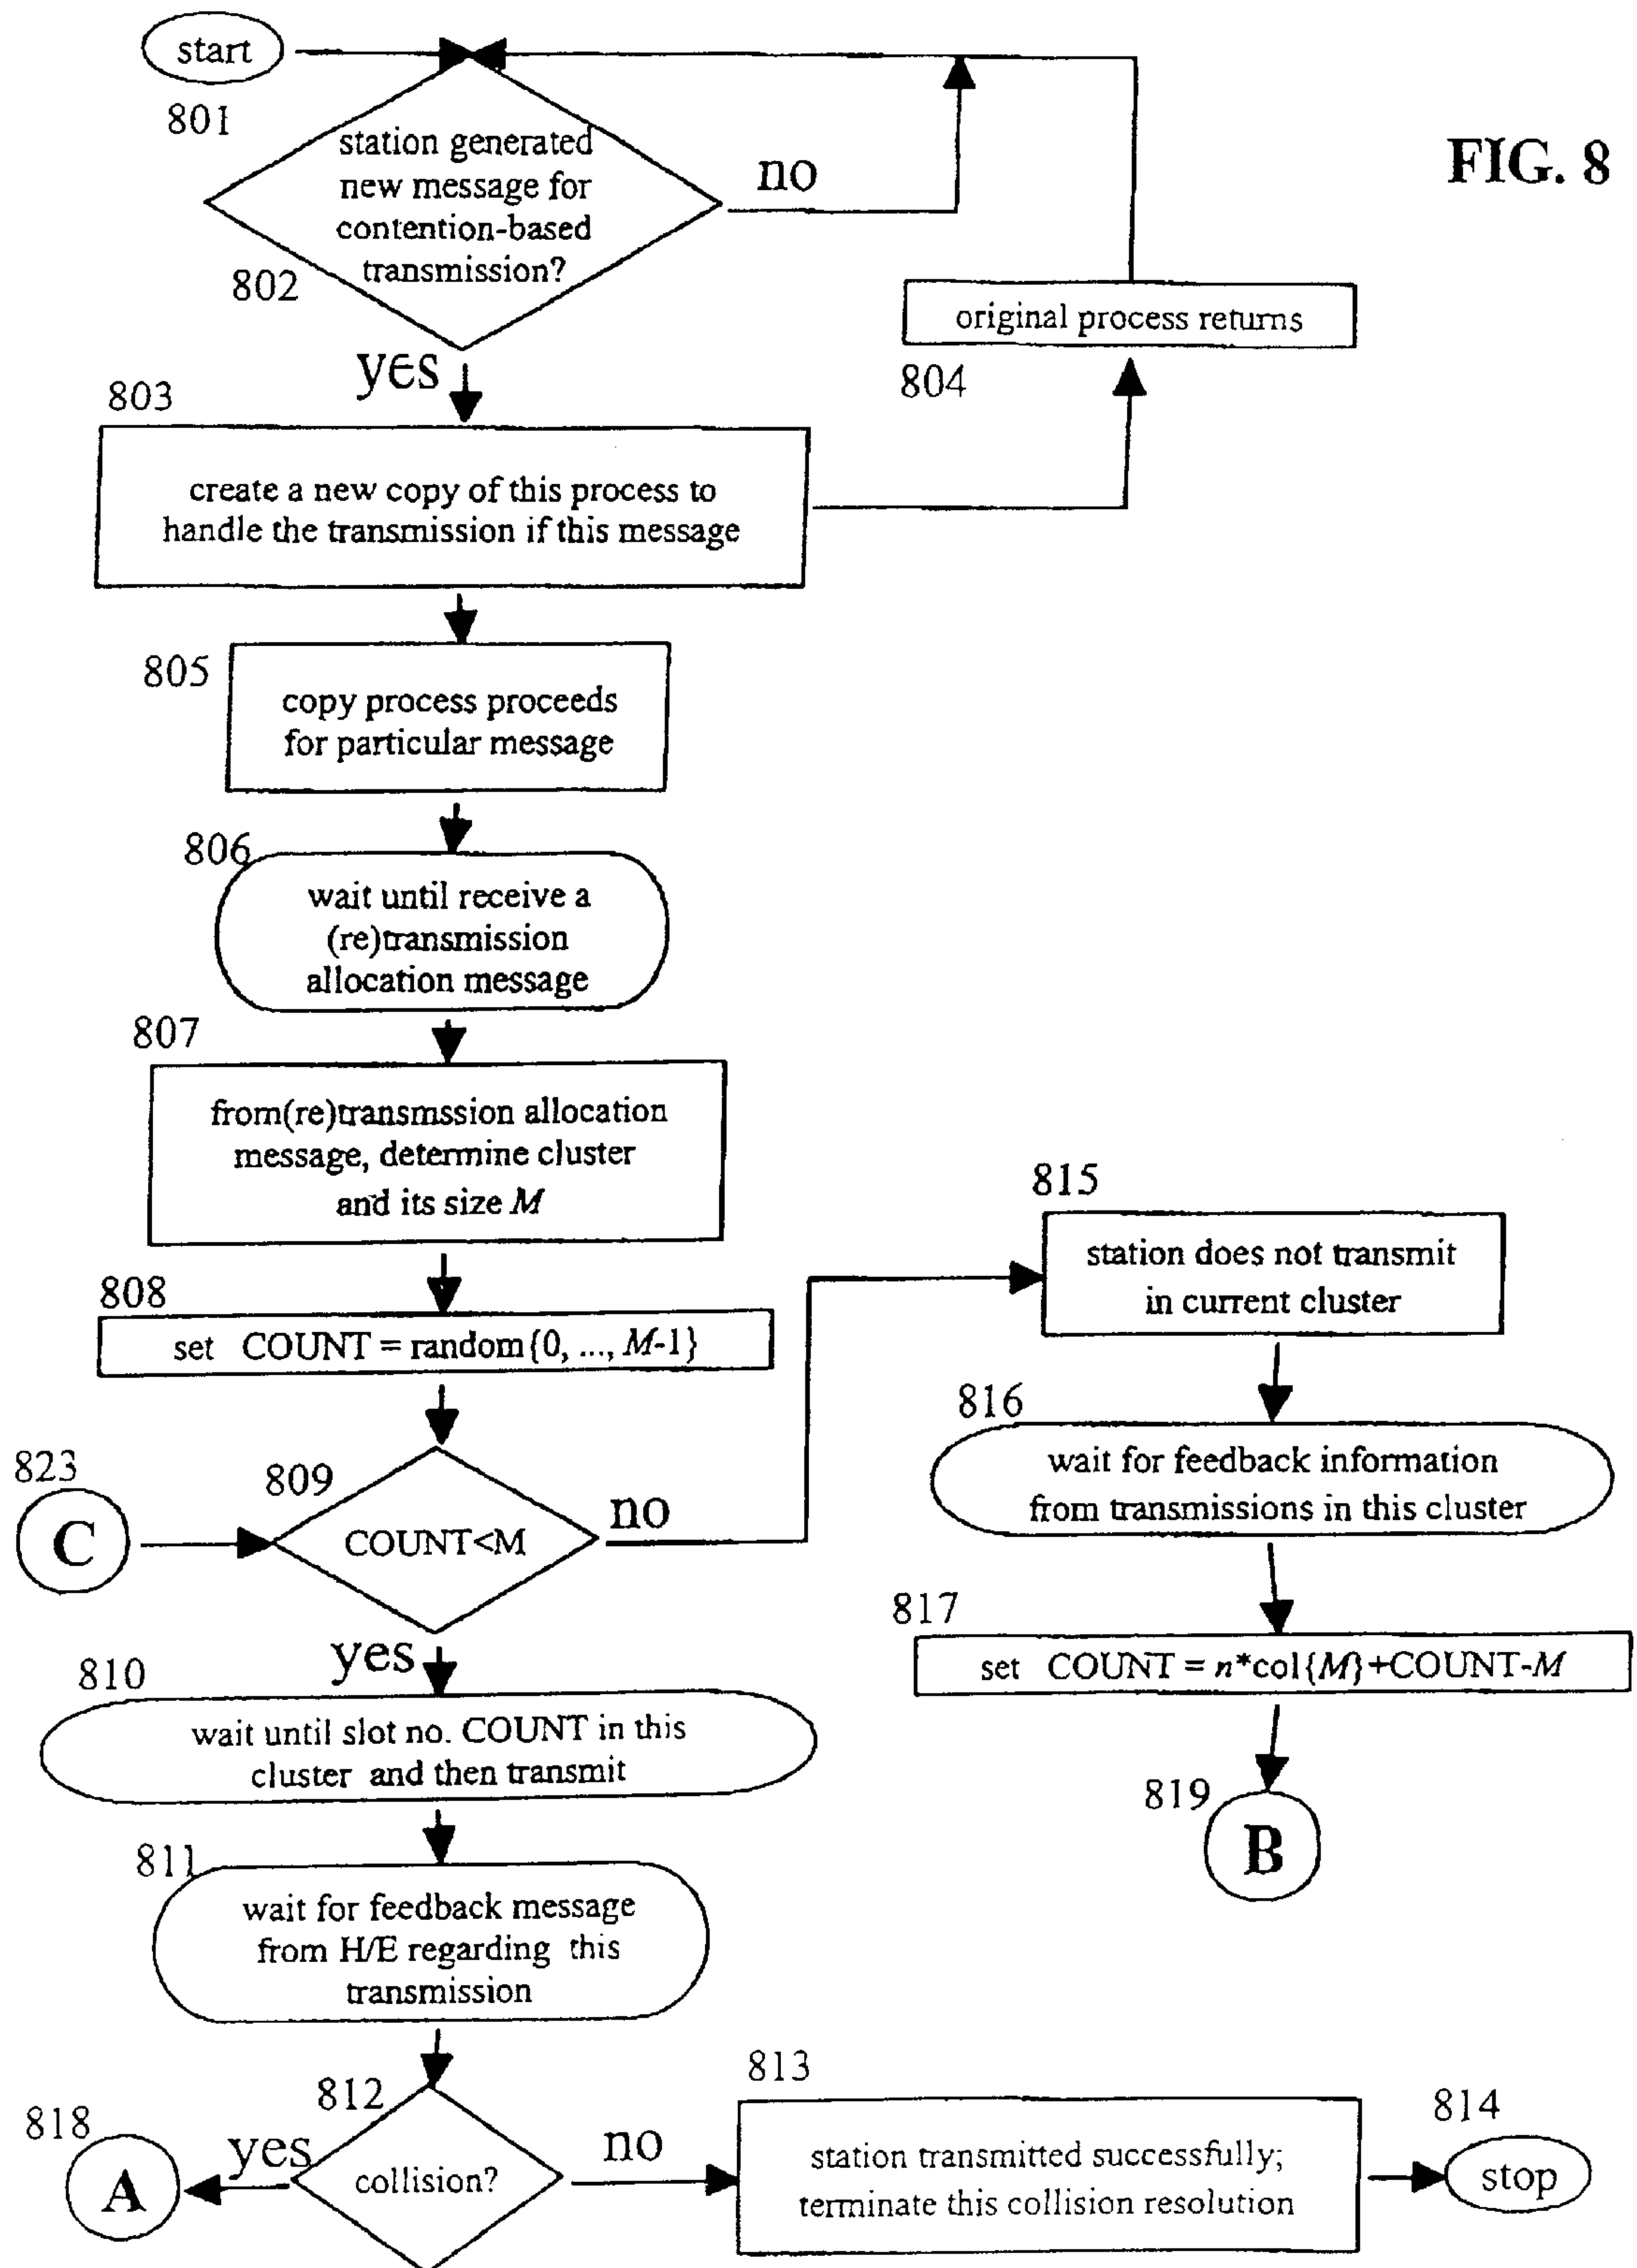 start
801
FIG. 8
station generated
new message for
contention-based
transmission?
802
no
yes
original process returns
804
803
create a new copy of this process to
handle the transmission if this message
805
copy process proceeds
for particular message
806
wait until receive a
(re)transmission
allocation message
807
from(re)transmssion allocation
message, determine cluster
and its size M
808
set COUNT = random{0, ..., M-1}
823
C
809
COUNT<M
no
yes
815
station does not transmit
in current cluster
816
wait for feedback information
from transmissions in this cluster
817
set COUNT = n*col{M}+COUNT-M
819
B
810
wait until slot no. COUNT in this
cluster and then transmit
811
wait for feedback message
from H/E regarding this
transmission
812
collision?
yes
818
A
no
813
station transmitted successfully;
terminate this collision resolution
814
stop